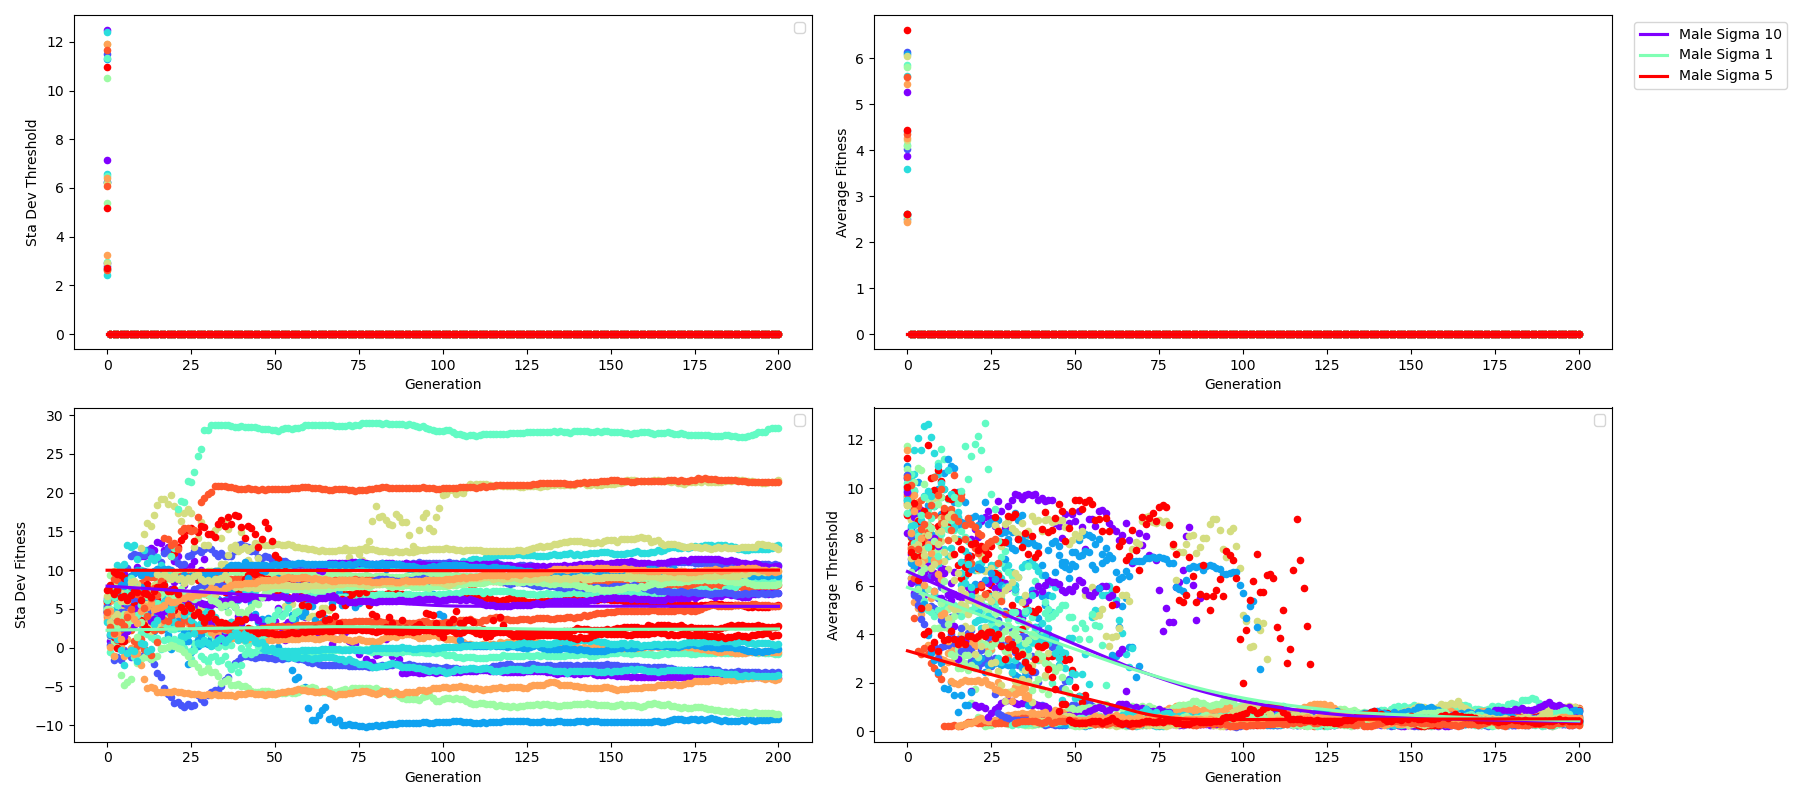 Sta Dev Threshold
12
10
8
6
4
2
0
0 25 50 75 100 125 150 175 200
Generation
Average Fitness
6
5
4
3
2
1
0
0 25 50 75 100 125 150 175 200
Generation
Male Sigma 10
Male Sigma 1
Male Sigma 5
Sta Dev Fitness
30
25
20
15
10
5
0
−5
−10
0 25 50 75 100 125 150 175 200
Generation
Average Threshold
12
10
8
6
4
2
0
0 25 50 75 100 125 150 175 200
Generation